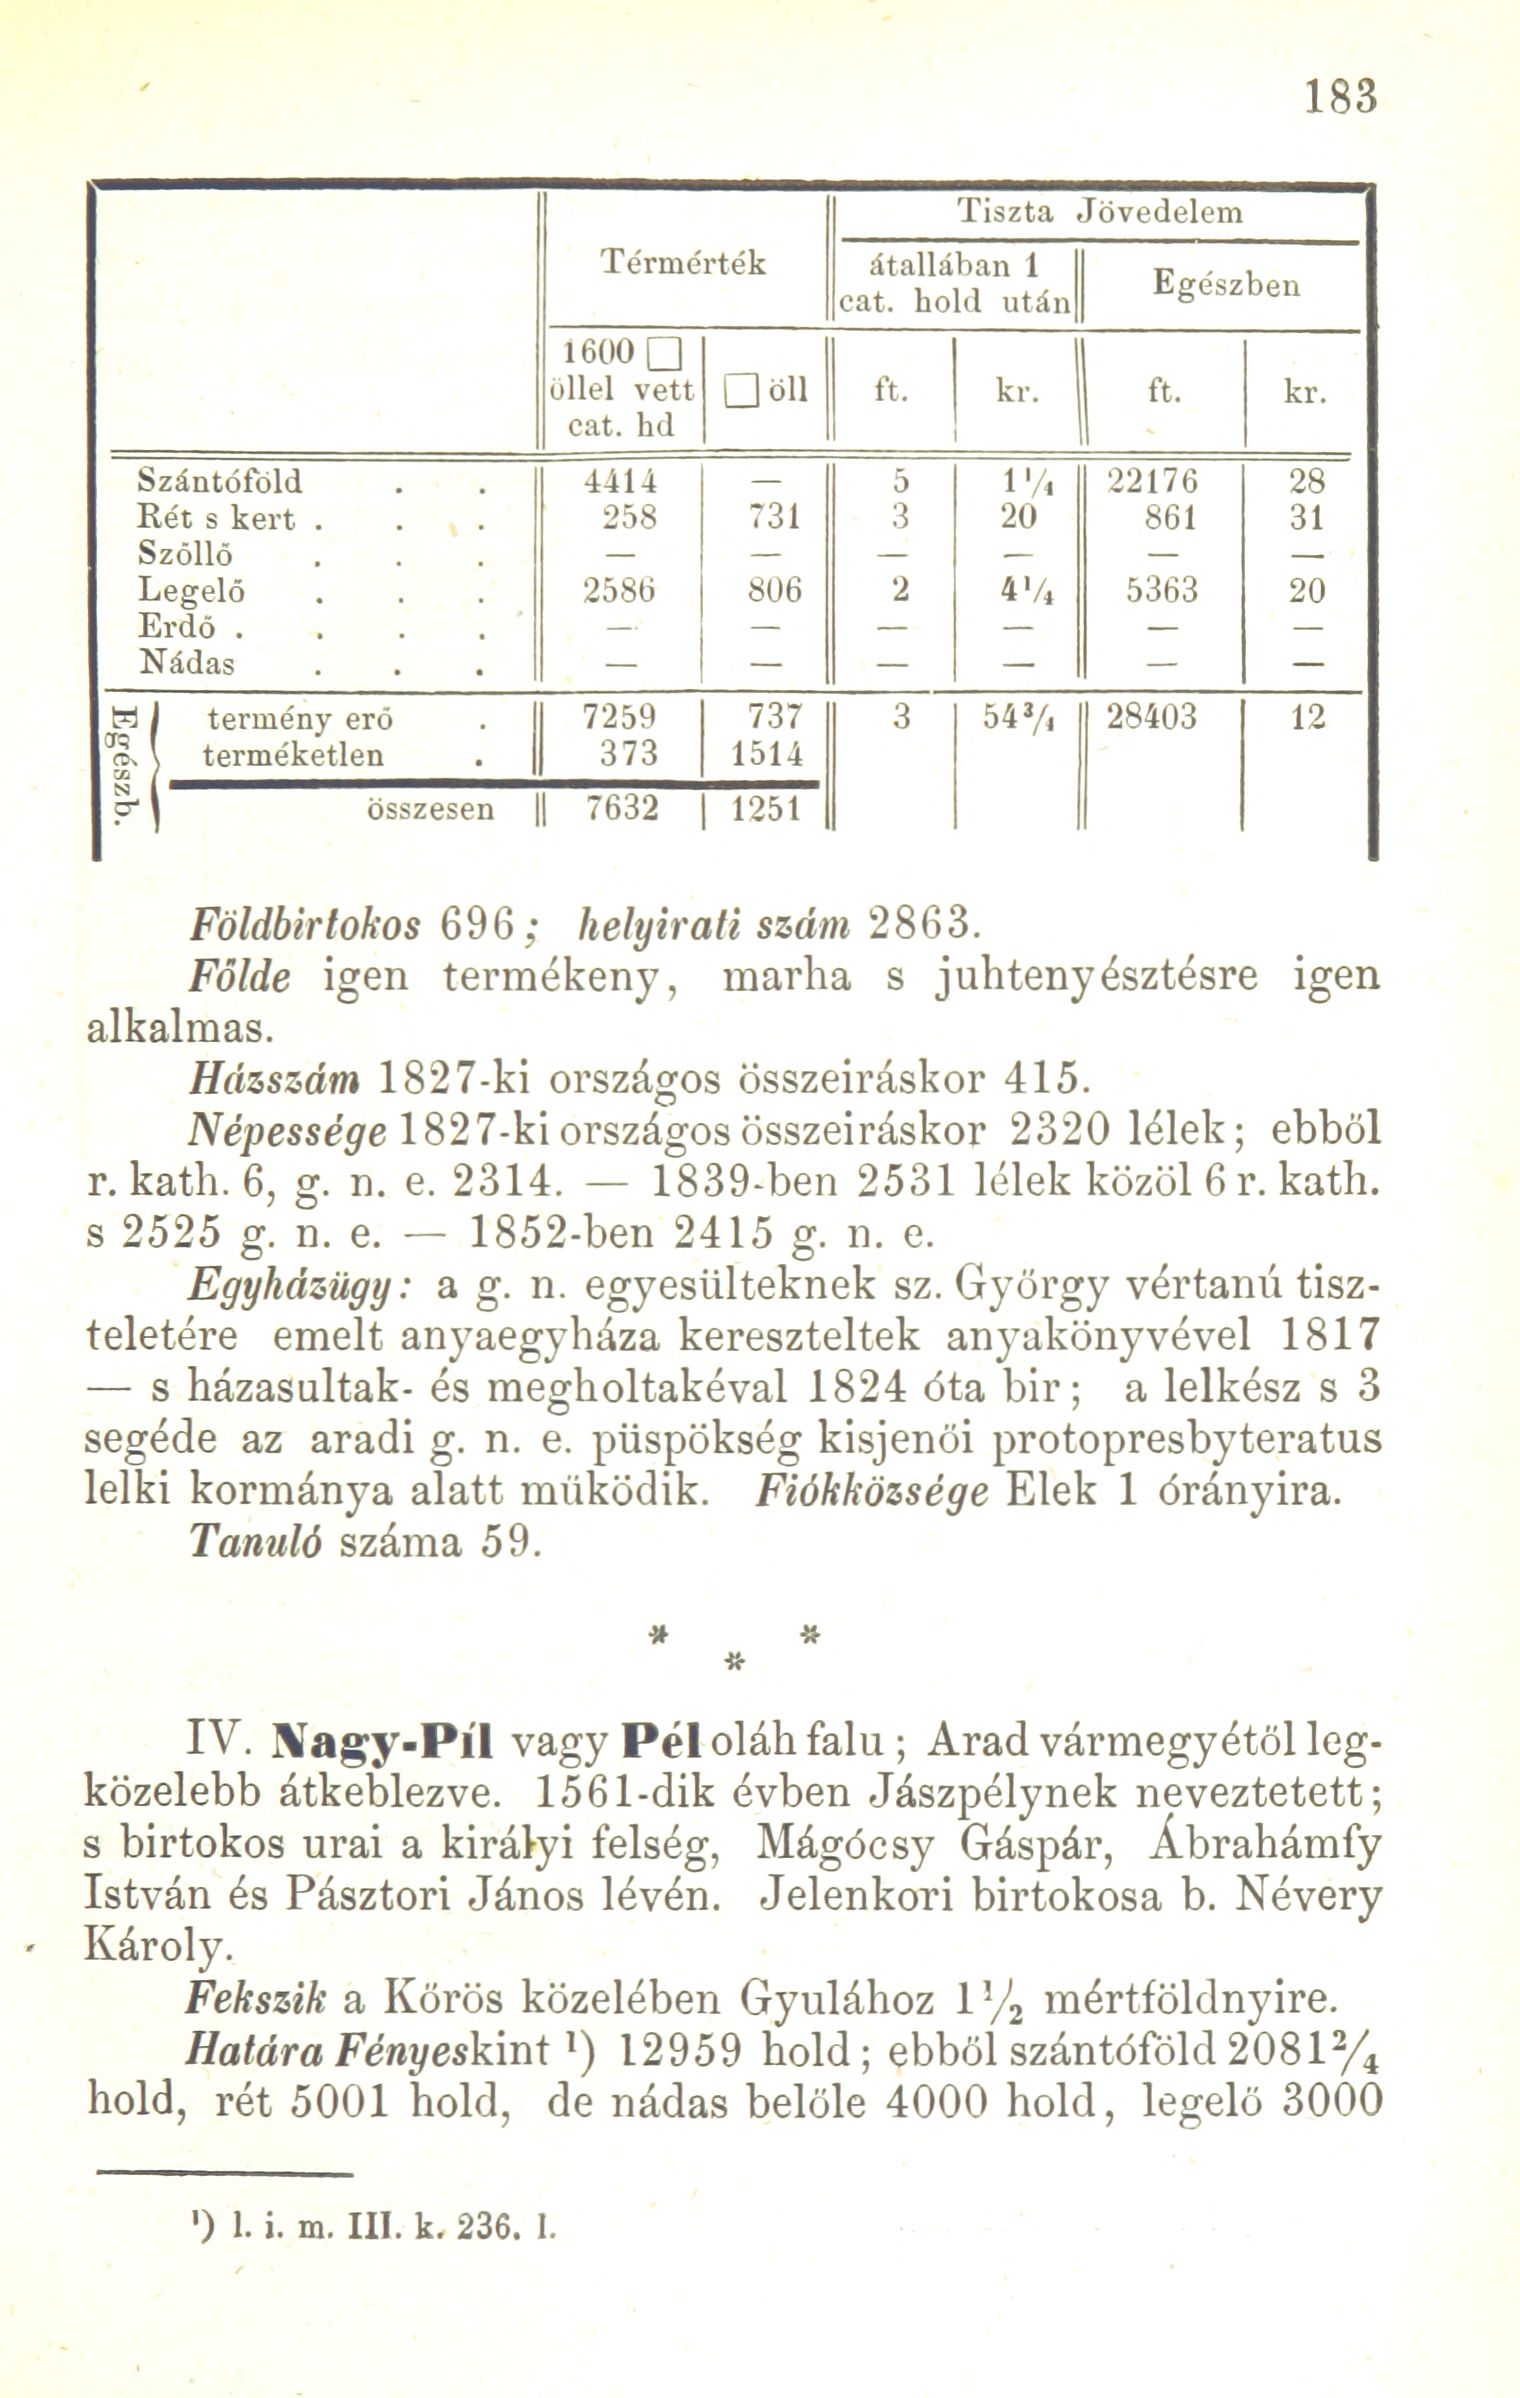 183
Tiszta Jövedelem
Térmérték
átallában 1
cat. hold után
Egészben
1600 □
öllel vett
cat. hd
□ öll
ft.
kr.
ft.
kr.
Szántóföld . . 4414 — 5 1¹/₄ 22176 28
Rét s kert . . . 258 731 3 20 861 31
Szőllő . . . — — — — — —
Legelő . . . 2586 806 2 4¹/₄ 5363 20
Erdő . . . . — — — — — —
Nádas . . . — — — — — —
Egészb.
termény erő . 7259 737 3 54³/₄ 28403 12
terméketlen . 373 1514
összesen 7632 1251
Földbirtokos 696; helyirati szám 2863.
Főlde igen termékeny, marha s juhtenyésztésre igen
alkalmas.
Házszám 1827-ki országos összeiráskor 415.
Népessége 1827-ki országos összeiráskor 2320 lélek; ebből
r. kath. 6, g. n. e. 2314. — 1839-ben 2531 lélek közöl 6 r. kath.
s 2525 g. n. e. — 1852-ben 2415 g. n. e.
Egyházügy: a g. n. egyesülteknek sz. Győrgy vértanú tisz-
teletére emelt anyaegyháza kereszteltek anyakönyvével 1817
— s házasultak- és megholtakéval 1824 óta bir; a lelkész s 3
segéde az aradi g. n. e. püspökség kisjenői protopresbyteratus
lelki kormánya alatt müködik. Fiókközsége Elek 1 órányira.
Tanuló száma 59.
* *
*
IV. Nagy-Píl vagy Pél oláh falu; Arad vármegyétől leg-
közelebb átkeblezve. 1561-dik évben Jászpélynek neveztetett;
s birtokos urai a királyi felség, Mágócsy Gáspár, Ábrahámfy
István és Pásztori János lévén. Jelenkori birtokosa b. Névery
Károly.
Fekszik a Kőrös közelében Gyulához 1¹/₂ mértföldnyire.
Határa Fényeskint ¹) 12959 hold; ebből szántóföld 2081²/₄
hold, rét 5001 hold, de nádas belőle 4000 hold, legelő 3000
¹) l. i. m. III. k. 236. l.